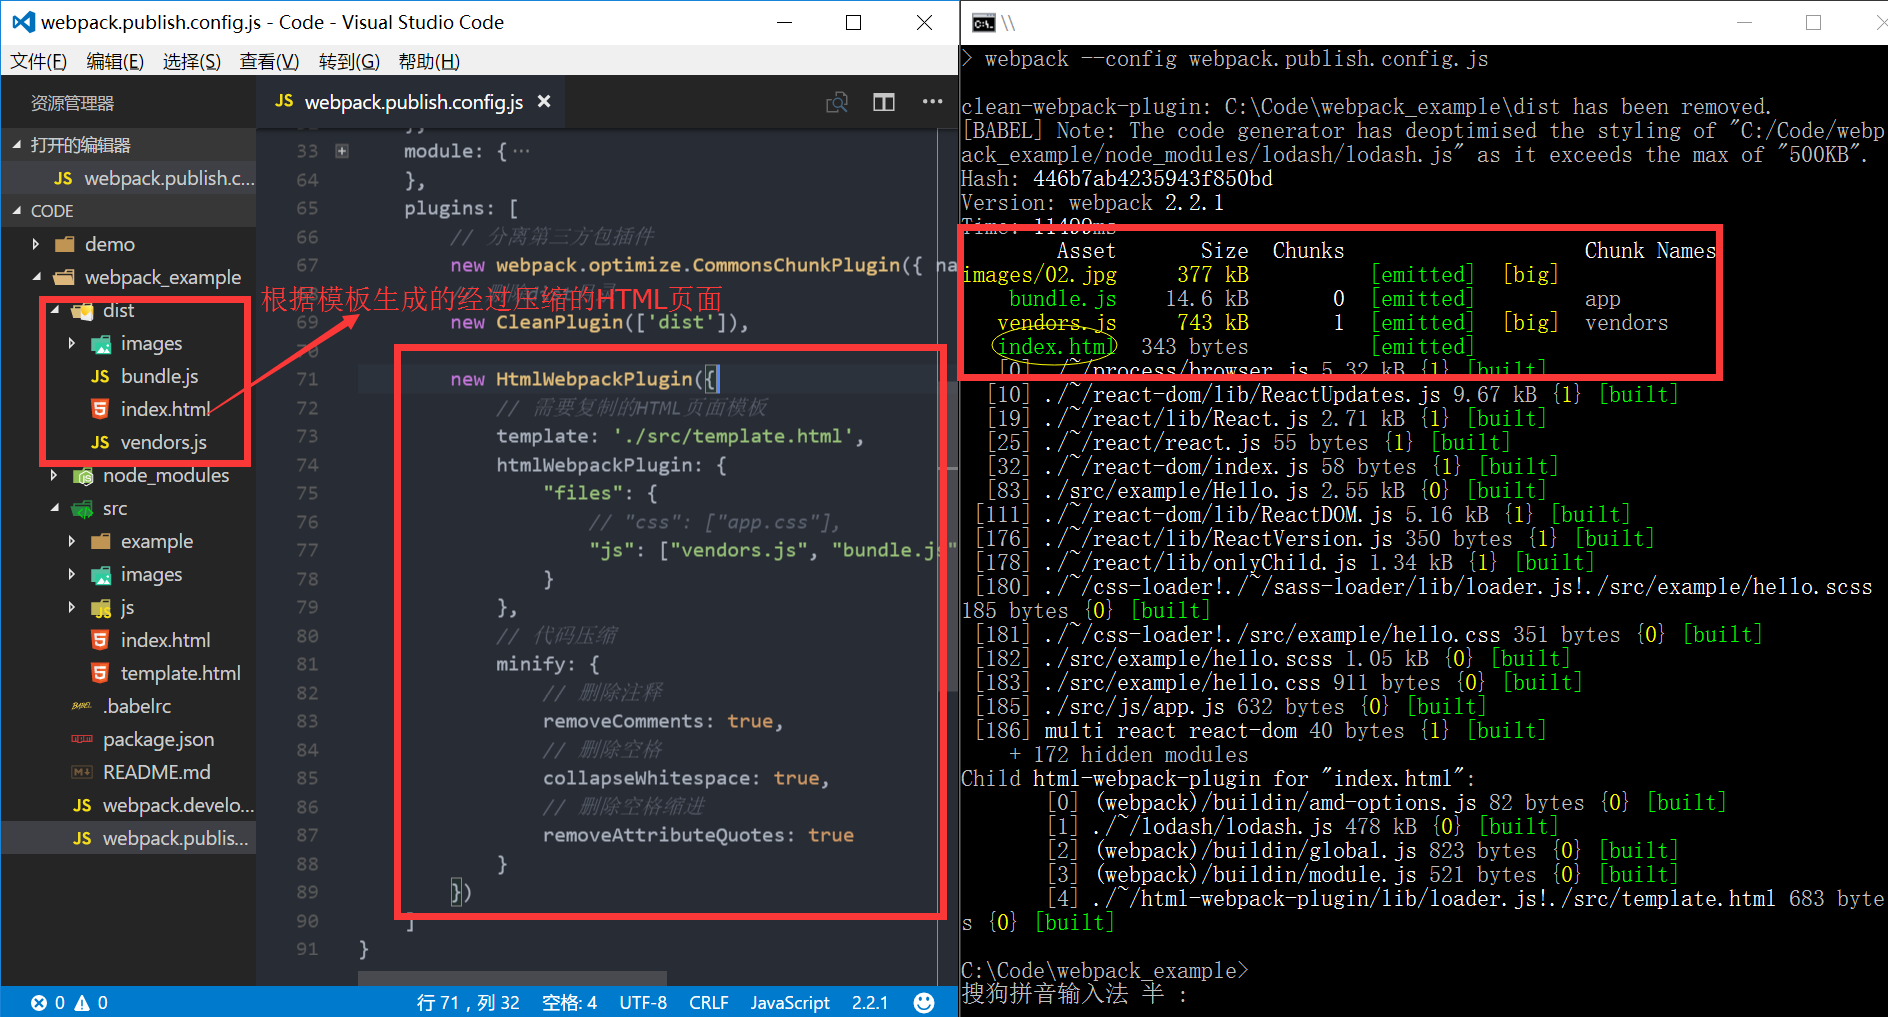 webpack.publish.config.js - Code - Visual Studio Code
文件(F) 编辑(E) 选择(S) 查看(V) 转到(G) 帮助(H)
资源管理器
打开的编辑器
JS webpack.publish.c...
CODE
demo
webpack_example
dist
images
JS bundle.js
index.html
JS vendors.js
node_modules
src
example
images
js
index.html
template.html
.babelrc
package.json
README.md
JS webpack.develo...
JS webpack.publis...
JS webpack.publish.config.js
33 module: {...
64 },
65 plugins: [
66 // 分离第三方包插件
67 new webpack.optimize.CommonsChunkPlugin({ na
根据模板生成的经过压缩的HTML页面
69 new CleanPlugin(['dist']),
70
71 new HtmlWebpackPlugin({
72 // 需要复制的HTML页面模板
73 template: './src/template.html',
74 htmlWebpackPlugin: {
75 "files": {
76 // "css": ["app.css"],
77 "js": ["vendors.js", "bundle.js"
78 }
79 },
80 // 代码压缩
81 minify: {
82 // 删除注释
83 removeComments: true,
84 // 删除空格
85 collapseWhitespace: true,
86 // 删除空格缩进
87 removeAttributeQuotes: true
88 }
89 })
90 ]
91 }
0 0 行 71，列 32 空格: 4 UTF-8 CRLF JavaScript 2.2.1
\\
> webpack --config webpack.publish.config.js
clean-webpack-plugin: C:\Code\webpack_example\dist has been removed.
[BABEL] Note: The code generator has deoptimised the styling of "C:/Code/webp
ack_example/node_modules/lodash/lodash.js" as it exceeds the max of "500KB".
Hash: 446b7ab4235943f850bd
Version: webpack 2.2.1
Time: 11499ms
Asset Size Chunks Chunk Names
images/02.jpg 377 kB [emitted] [big]
bundle.js 14.6 kB 0 [emitted] app
vendors.js 743 kB 1 [emitted] [big] vendors
index.html 343 bytes [emitted]
[0] ./~/process/browser.js 5.32 kB {1} [built]
[10] ./~/react-dom/lib/ReactUpdates.js 9.67 kB {1} [built]
[19] ./~/react/lib/React.js 2.71 kB {1} [built]
[25] ./~/react/react.js 55 bytes {1} [built]
[32] ./~/react-dom/index.js 58 bytes {1} [built]
[83] ./src/example/Hello.js 2.55 kB {0} [built]
[111] ./~/react-dom/lib/ReactDOM.js 5.16 kB {1} [built]
[176] ./~/react/lib/ReactVersion.js 350 bytes {1} [built]
[178] ./~/react/lib/onlyChild.js 1.34 kB {1} [built]
[180] ./~/css-loader!./~/sass-loader/lib/loader.js!./src/example/hello.scss
185 bytes {0} [built]
[181] ./~/css-loader!./src/example/hello.css 351 bytes {0} [built]
[182] ./src/example/hello.scss 1.05 kB {0} [built]
[183] ./src/example/hello.css 911 bytes {0} [built]
[185] ./src/js/app.js 632 bytes {0} [built]
[186] multi react react-dom 40 bytes {1} [built]
+ 172 hidden modules
Child html-webpack-plugin for "index.html":
[0] (webpack)/buildin/amd-options.js 82 bytes {0} [built]
[1] ./~/lodash/lodash.js 478 kB {0} [built]
[2] (webpack)/buildin/global.js 823 bytes {0} [built]
[3] (webpack)/buildin/module.js 521 bytes {0} [built]
[4] ./~/html-webpack-plugin/lib/loader.js!./src/template.html 683 byte
s {0} [built]
C:\Code\webpack_example>
搜狗拼音输入法 半 :